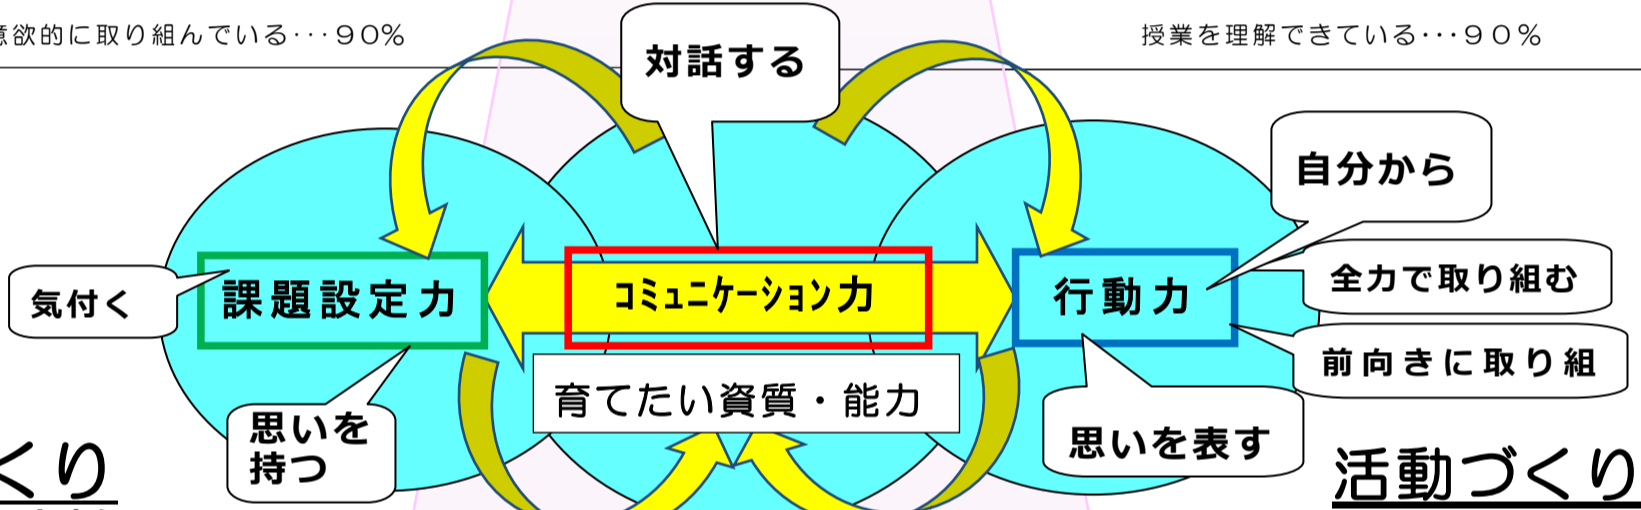 意欲的に取り組んでいる･･･９０%
授業を理解できている･･･９０%
対話する
自分から
全力で取り組む
気付く
課題設定力
ｺﾐｭﾆｹｰｼｮﾝ力
行動力
前向きに取り組
育てたい資質・能力
思いを
持つ
思いを表す
くり
活動づくり